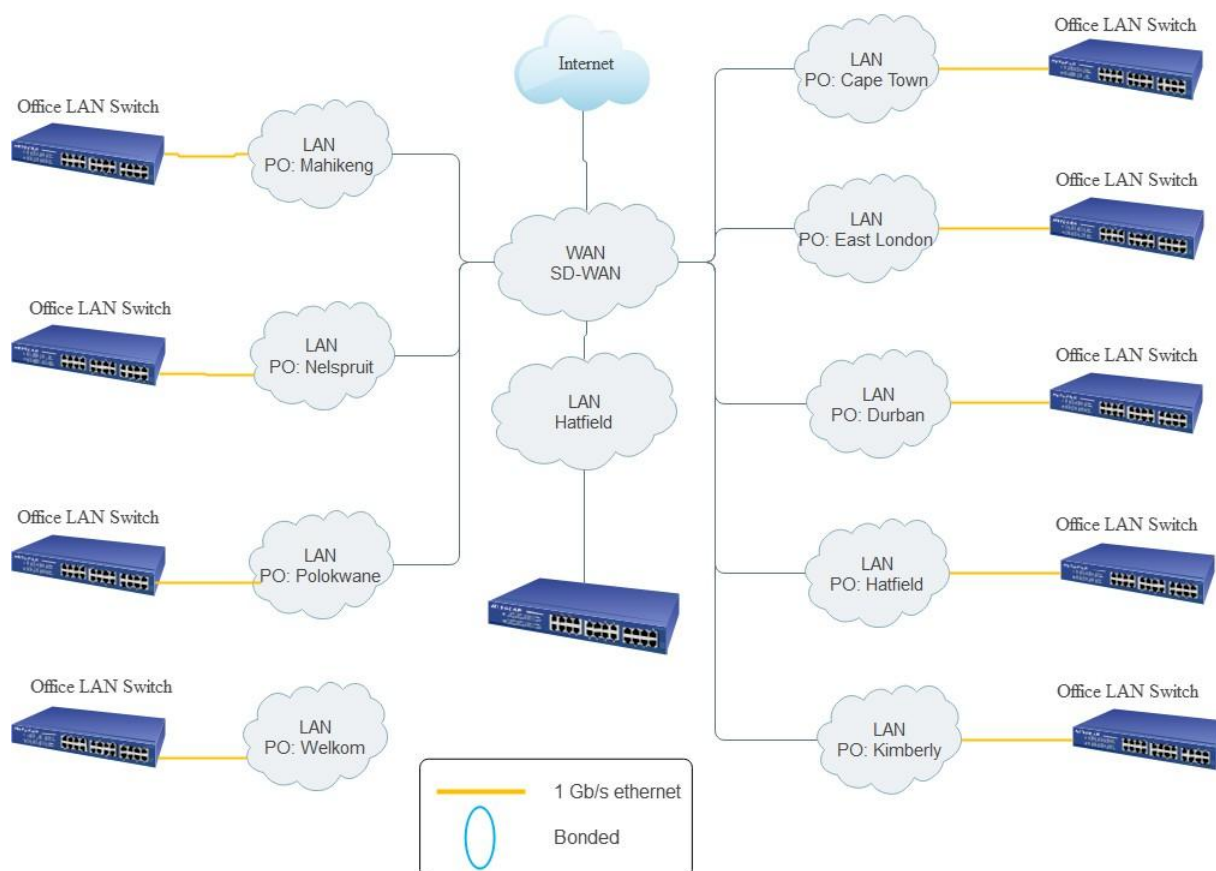 Internet
Office LAN Switch
LAN
PO: Mahikeng
Office LAN Switch
LAN
PO: Nelspruit
Office LAN Switch
LAN
PO: Polokwane
Office LAN Switch
LAN
PO: Welkom
WAN
SD-WAN
LAN
Hatfield
Office LAN Switch
LAN
PO: Cape Town
Office LAN Switch
LAN
PO: East London
Office LAN Switch
LAN
PO: Durban
Office LAN Switch
LAN
PO: Hatfield
Office LAN Switch
LAN
PO: Kimberly
1 Gb/s ethernet
Bonded